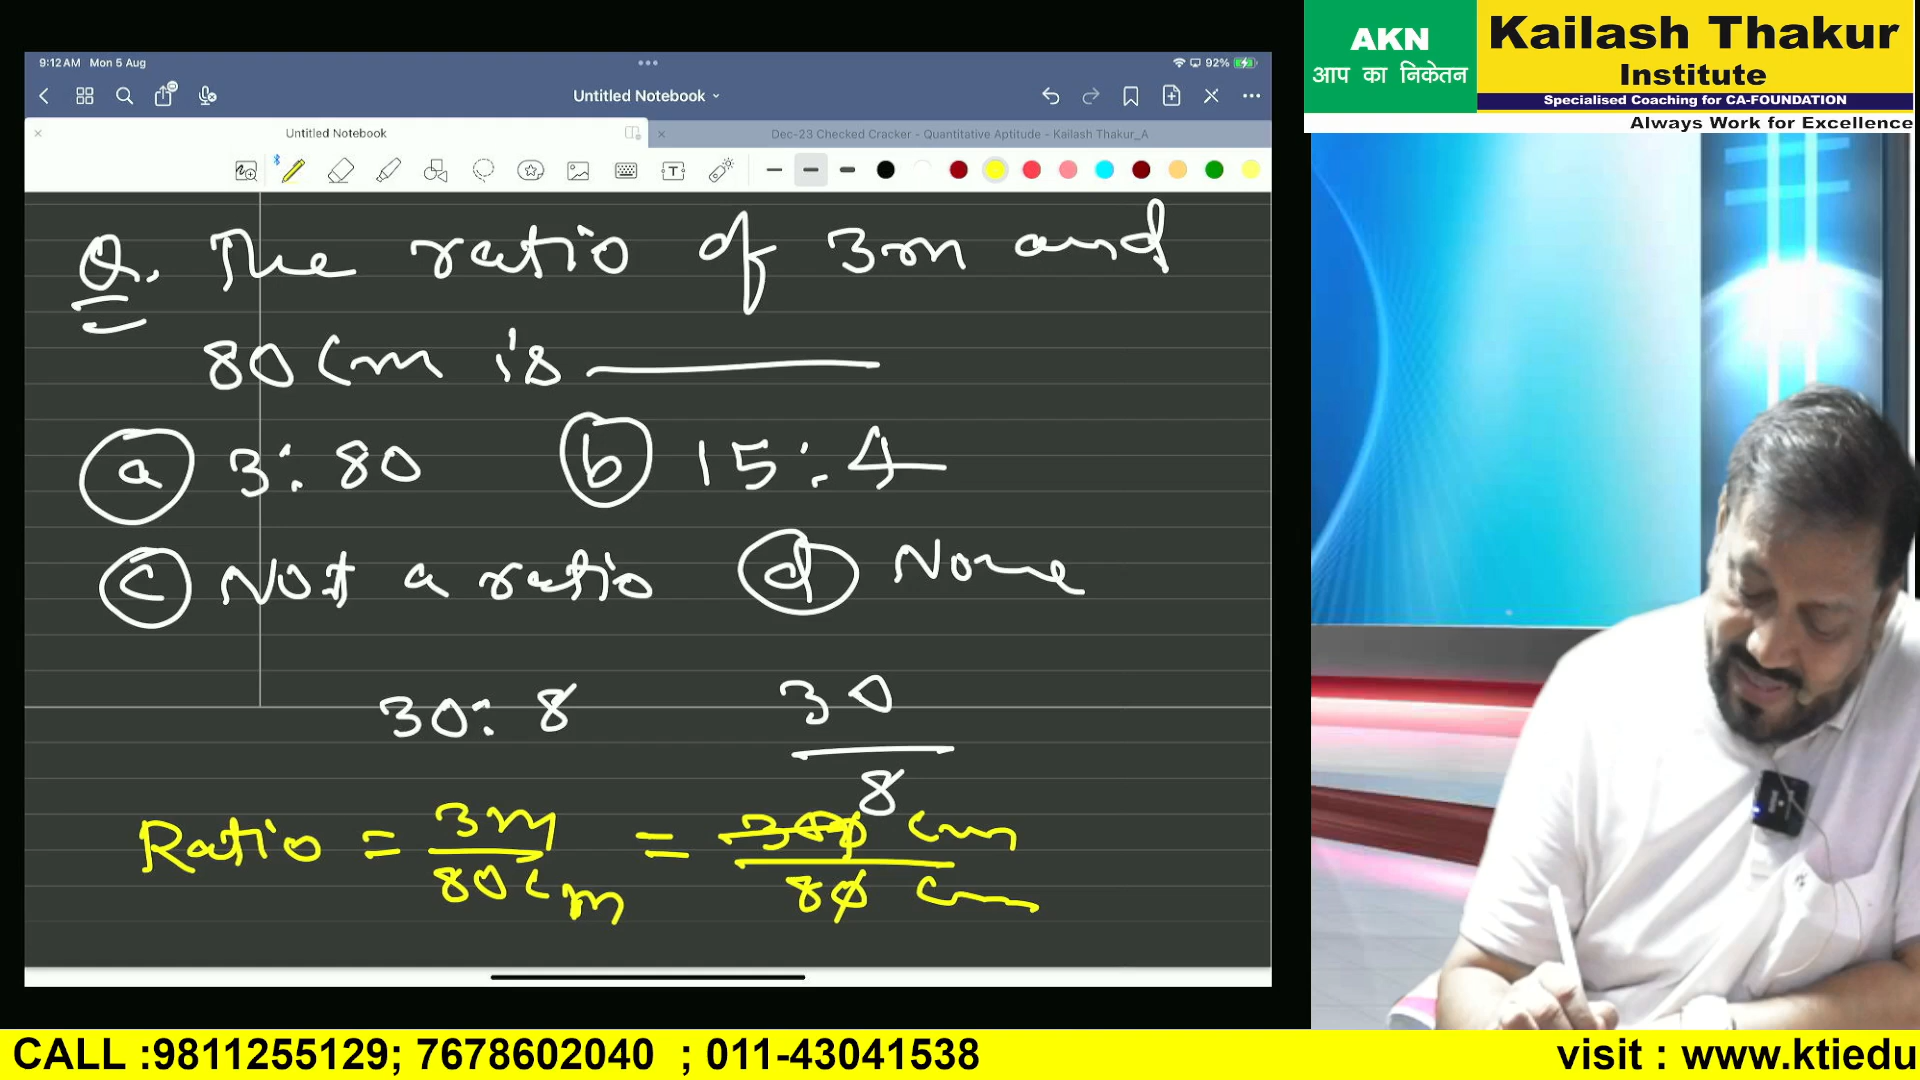 AKN
आप का निकेतन
Kailash Thakur
Institute
Specialised Coaching for CA-FOUNDATION
Always Work for Excellence
9:12 AM Mon 5 Aug
92%
Untitled Notebook
Untitled Notebook
Dec-23 Checked Cracker - Quantitative Aptitude - Kailash Thakur_A
Q. The ratio of 3m and
80 cm is
a 3:80 b 15:4
c Not a ratio d None
30:8 30
8
Ratio = 3m = 300 cm
80 cm 80 cm
CALL :9811255129; 7678602040 ; 011-43041538
visit : www.ktiedu